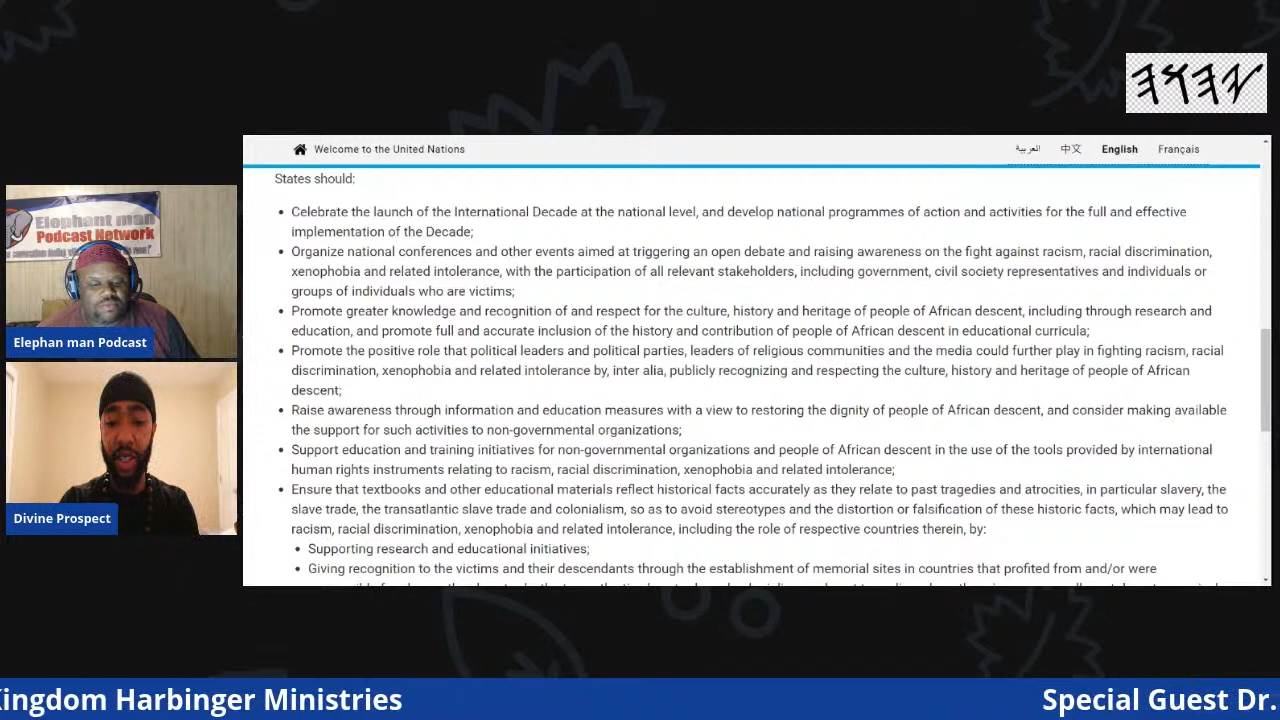 𐤉𐤄𐤅𐤄
Welcome to the United Nations
العربية
中文
English
Français
States should:
• Celebrate the launch of the International Decade at the national level, and develop national programmes of action and activities for the full and effective
implementation of the Decade;
• Organize national conferences and other events aimed at triggering an open debate and raising awareness on the fight against racism, racial discrimination,
xenophobia and related intolerance, with the participation of all relevant stakeholders, including government, civil society representatives and individuals or
groups of individuals who are victims;
• Promote greater knowledge and recognition of and respect for the culture, history and heritage of people of African descent, including through research and
education, and promote full and accurate inclusion of the history and contribution of people of African descent in educational curricula;
• Promote the positive role that political leaders and political parties, leaders of religious communities and the media could further play in fighting racism, racial
discrimination, xenophobia and related intolerance by, inter alia, publicly recognizing and respecting the culture, history and heritage of people of African
descent;
• Raise awareness through information and education measures with a view to restoring the dignity of people of African descent, and consider making available
the support for such activities to non-governmental organizations;
• Support education and training initiatives for non-governmental organizations and people of African descent in the use of the tools provided by international
human rights instruments relating to racism, racial discrimination, xenophobia and related intolerance;
• Ensure that textbooks and other educational materials reflect historical facts accurately as they relate to past tragedies and atrocities, in particular slavery, the
slave trade, the transatlantic slave trade and colonialism, so as to avoid stereotypes and the distortion or falsification of these historic facts, which may lead to
racism, racial discrimination, xenophobia and related intolerance, including the role of respective countries therein, by:
• Supporting research and educational initiatives;
• Giving recognition to the victims and their descendants through the establishment of memorial sites in countries that profited from and/or were
Elephant man
Podcast Network
Elephan man Podcast
Divine Prospect
Kingdom Harbinger Ministries
Special Guest Dr.